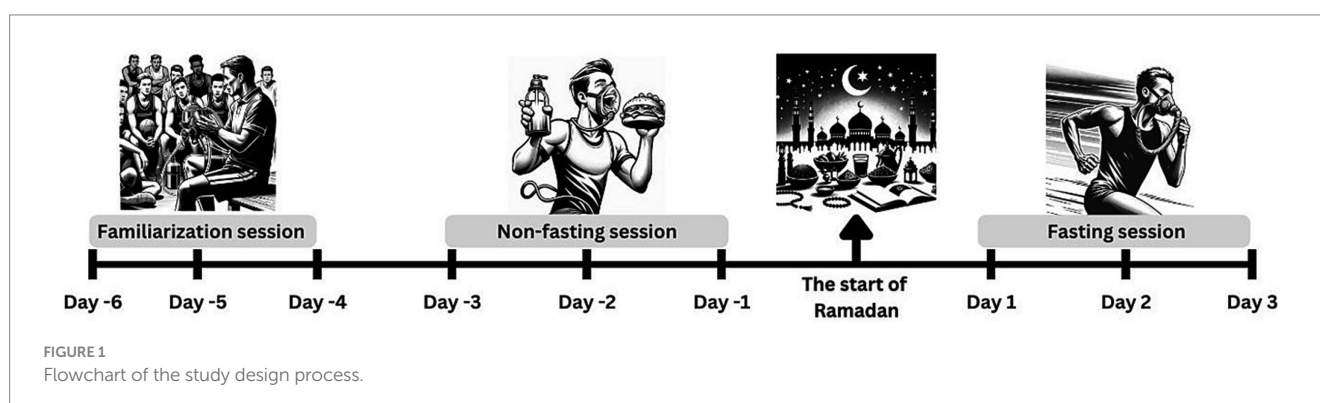 Familiarization session
Non-fasting session
Fasting session
Day -6
Day -5
Day -4
Day -3
Day -2
Day -1
The start of
Ramadan
Day 1
Day 2
Day 3
FIGURE 1
Flowchart of the study design process.